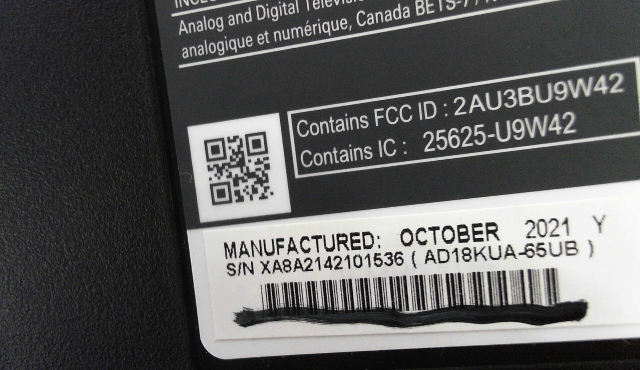 Analog and Digital Televisi
analogique et numérique, Canada BETS-7 /
Contains FCC ID : 2AU3BU9W42
Contains IC : 25625-U9W42
MANUFACTURED: OCTOBER 2021 Y
S/N XA8A2142101536 ( AD18KUA-65UB )